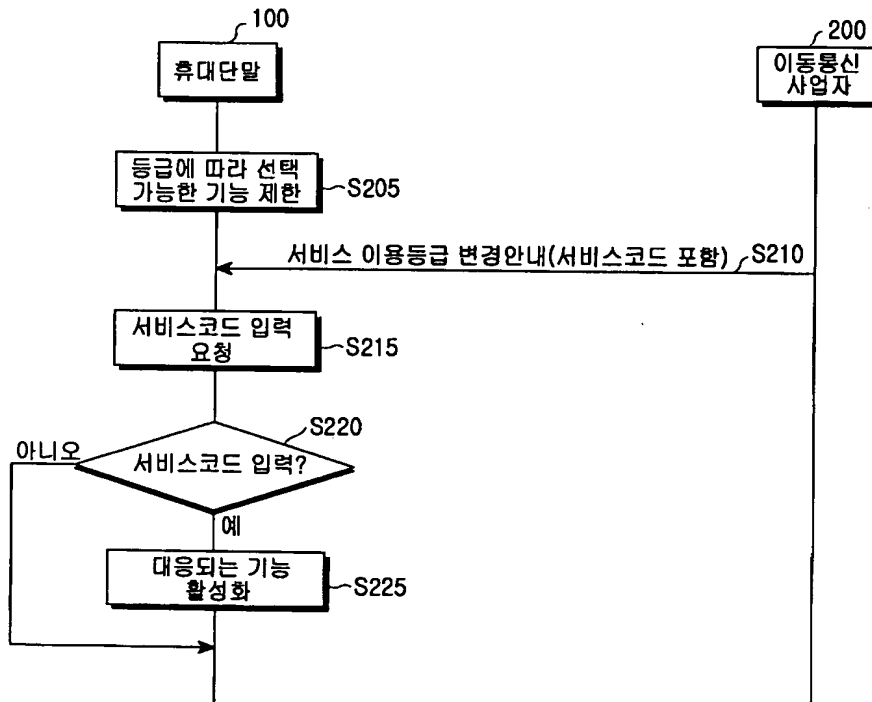 100
휴대단말
200
이동통신
사업자
등급에 따라 선택
가능한 기능 제한
S205
서비스 이용등급 변경안내(서비스코드 포함)
S210
서비스코드 입력
요청
S215
S220
아니오
서비스코드 입력?
예
대응되는 기능
활성화
S225